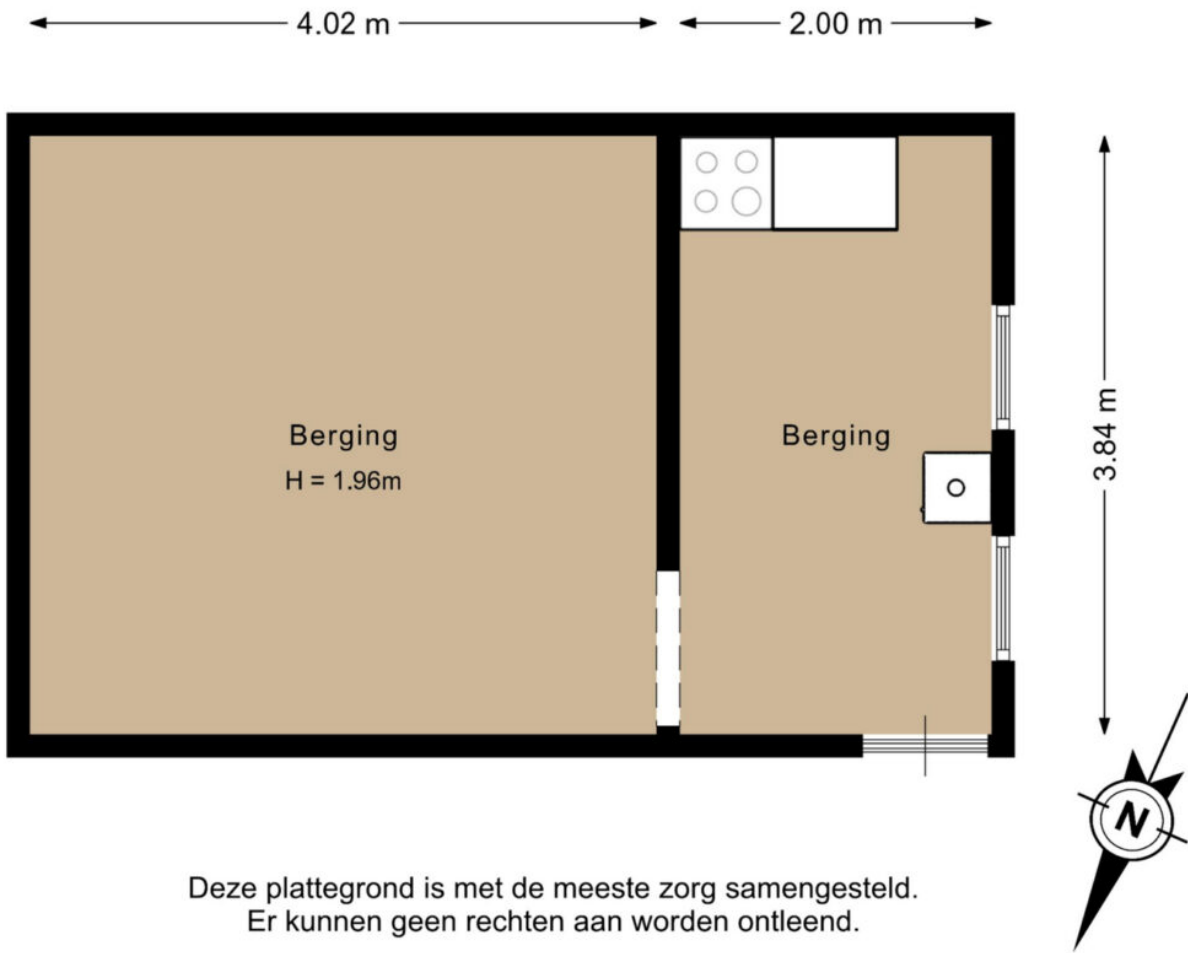 4.02 m
2.00 m
Berging
H = 1.96m
Berging
3.84 m
N
Deze plattegrond is met de meeste zorg samengesteld.
Er kunnen geen rechten aan worden ontleend.